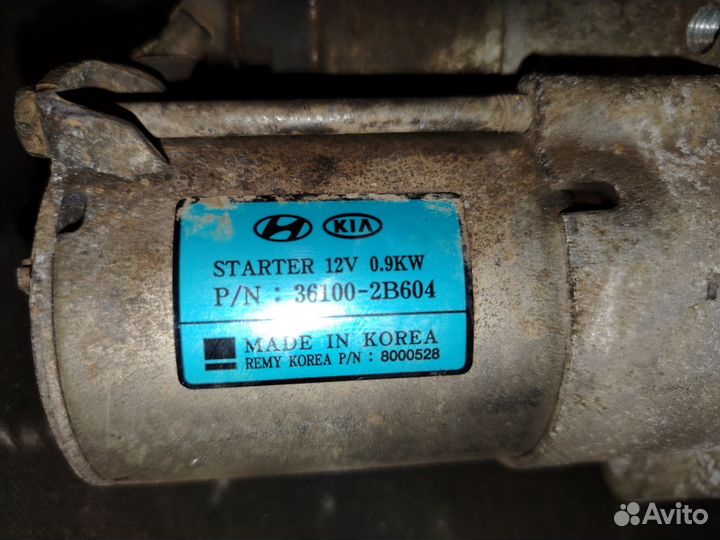 KIA
STARTER 12V 0.9KW
P/N : 36100-2B604
MADE IN KOREA
REMY KOREA P/N : 8000528
Avito